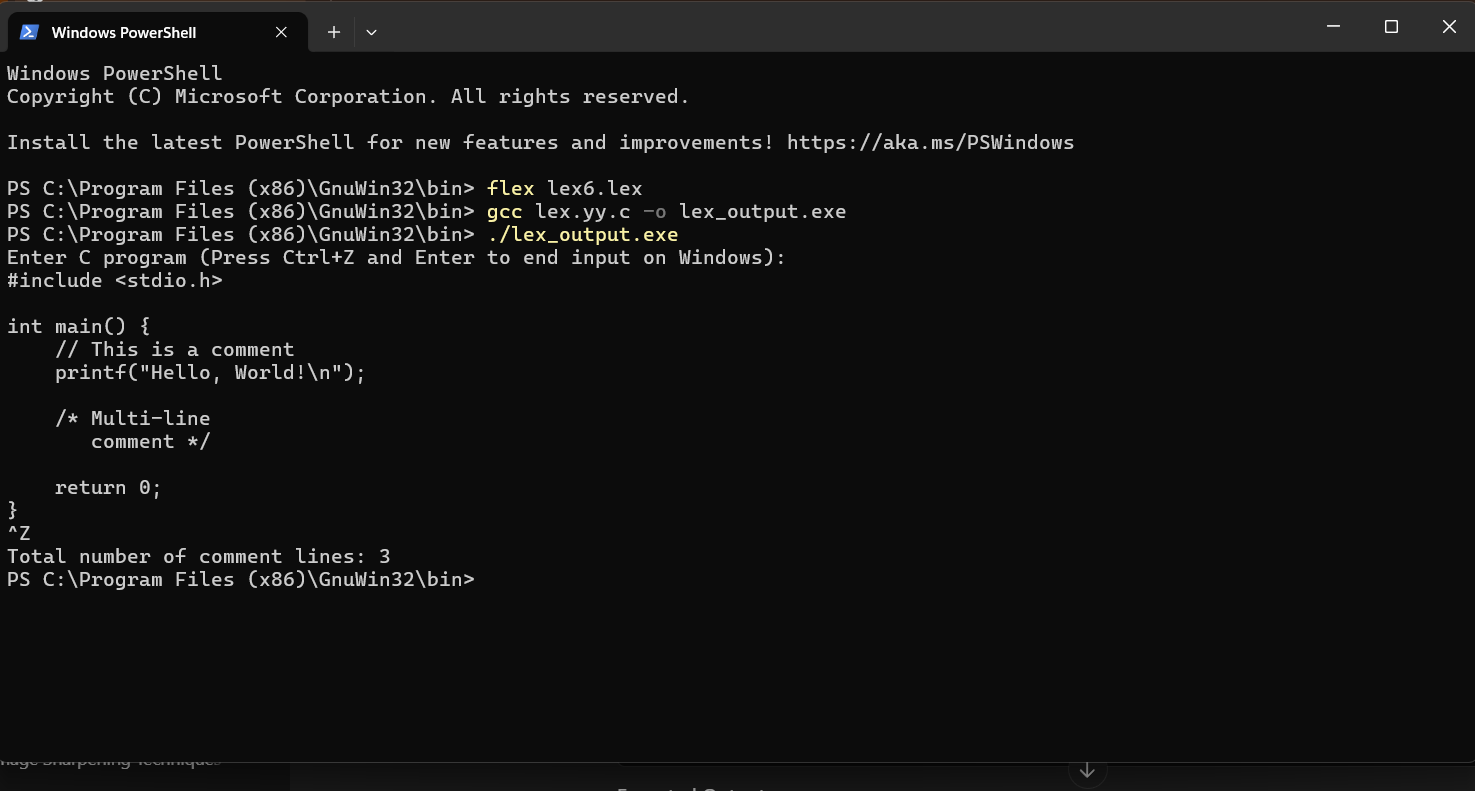 Windows PowerShell
Windows PowerShell
Copyright (C) Microsoft Corporation. All rights reserved.
Install the latest PowerShell for new features and improvements! https://aka.ms/PSWindows
PS C:\Program Files (x86)\GnuWin32\bin> flex lex6.lex
PS C:\Program Files (x86)\GnuWin32\bin> gcc lex.yy.c -o lex_output.exe
PS C:\Program Files (x86)\GnuWin32\bin> ./lex_output.exe
Enter C program (Press Ctrl+Z and Enter to end input on Windows):
#include <stdio.h>
int main() {
    // This is a comment
    printf("Hello, World!\n");
    /* Multi-line
       comment */
    return 0;
}
^Z
Total number of comment lines: 3
PS C:\Program Files (x86)\GnuWin32\bin>
Sharpening Techniques